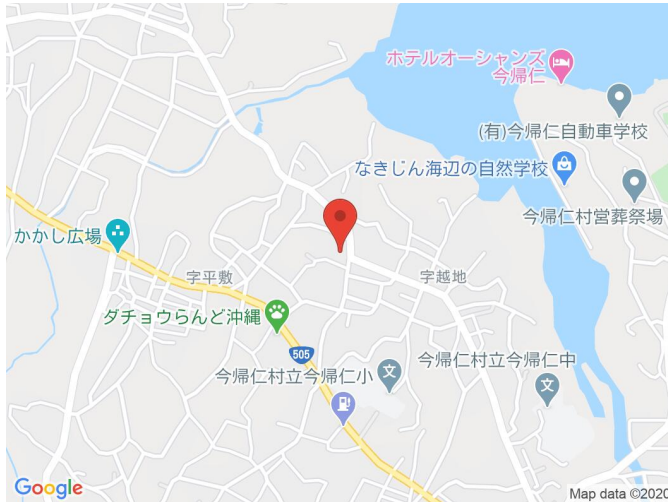 ホテルオーシャンズ
今帰仁
(有)今帰仁自動車学校
なきじん海辺の自然学校
今帰仁村営葬祭場
かかし広場
字平敷
字越地
ダチョウらんど沖縄
505
今帰仁村立今帰仁小
文
今帰仁村立今帰仁中
文
Google
Map data ©202